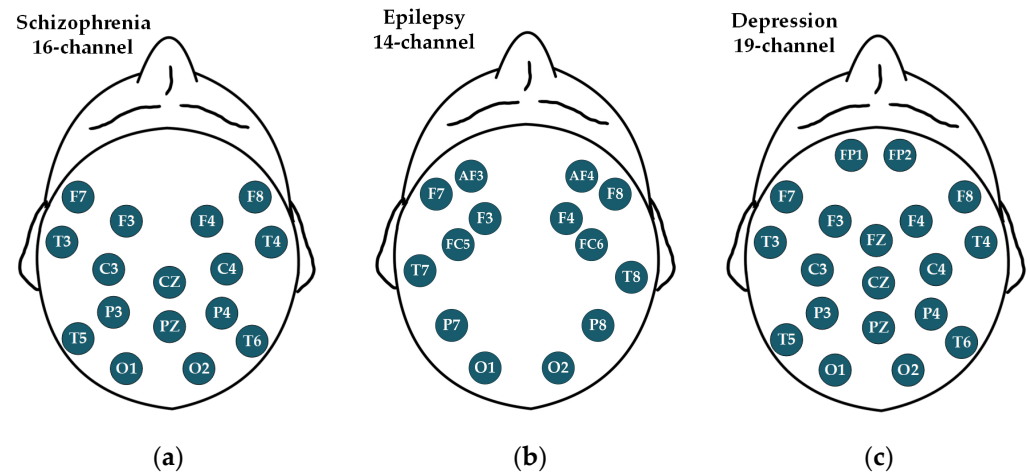 Schizophrenia
16-channel
F7
F8
F3
F4
T3
T4
C3
C4
CZ
P3
P4
PZ
T5
T6
O1
O2
(a)
Epilepsy
14-channel
AF3
AF4
F7
F8
F3
F4
FC5
FC6
T7
T8
P7
P8
O1
O2
(b)
Depression
19-channel
FP1
FP2
F7
F8
F3
F4
FZ
T3
T4
C3
C4
CZ
P3
P4
PZ
T5
T6
O1
O2
(c)